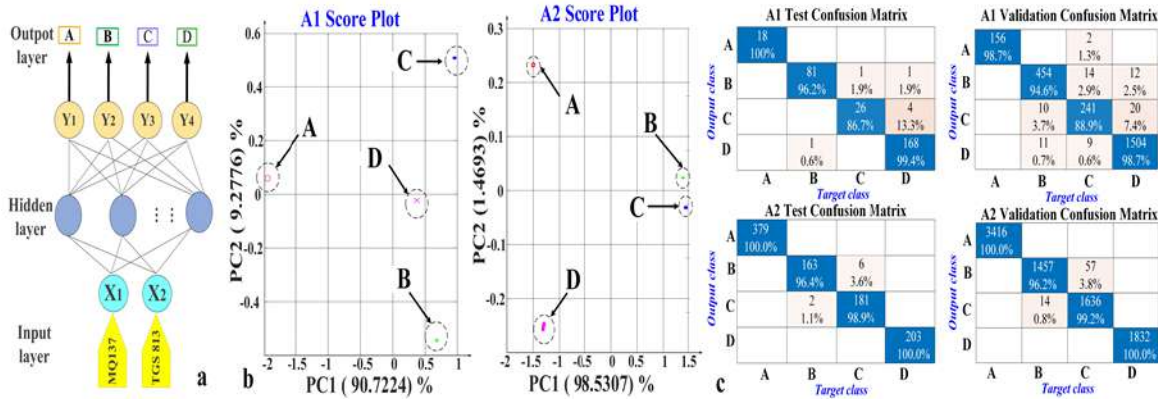 Outpot
layer
A B C D
Y1 Y2 Y3 Y4
Hidden
layer
X1 X2
Input
layer
MQ137
TGS 813
a
A1 Score Plot
PC2 ( 9.2776) %
0.6
0.4
0.2
0
-0.2
-0.4
-0.6
A
B
C
D
-2 -1.5 -1 -0.5 0 0.5 1
PC1 ( 90.7224) %
b
A2 Score Plot
PC2 (1.4693) %
0.3
0.2
0.1
0
-0.1
-0.2
A
B
C
D
-2 -1.5 -1 -0.5 0 0.5 1 1.5
PC1 ( 98.5307) %
c
A1 Test Confusion Matrix
Output class
A
18
100%
B
81 1 1
96.2% 1.9% 1.9%
C
26 4
86.7% 13.3%
D
1 168
0.6% 99.4%
A B C D
Target class
A1 Validation Confusion Matrix
Output class
A
156 2
98.7% 1.3%
B
454 14 12
94.6% 2.9% 2.5%
C
10 241 20
3.7% 88.9% 7.4%
D
11 9 1504
0.7% 0.6% 98.7%
A B C D
Target class
A2 Test Confusion Matrix
Output class
A
379
100.0%
B
163 6
96.4% 3.6%
C
2 181
1.1% 98.9%
D
203
100.0%
A B C D
Target class
A2 Validation Confusion Matrix
Output class
A
3416
100.0%
B
1457 57
96.2% 3.8%
C
14 1636
0.8% 99.2%
D
1832
100.0%
A B C D
Target class